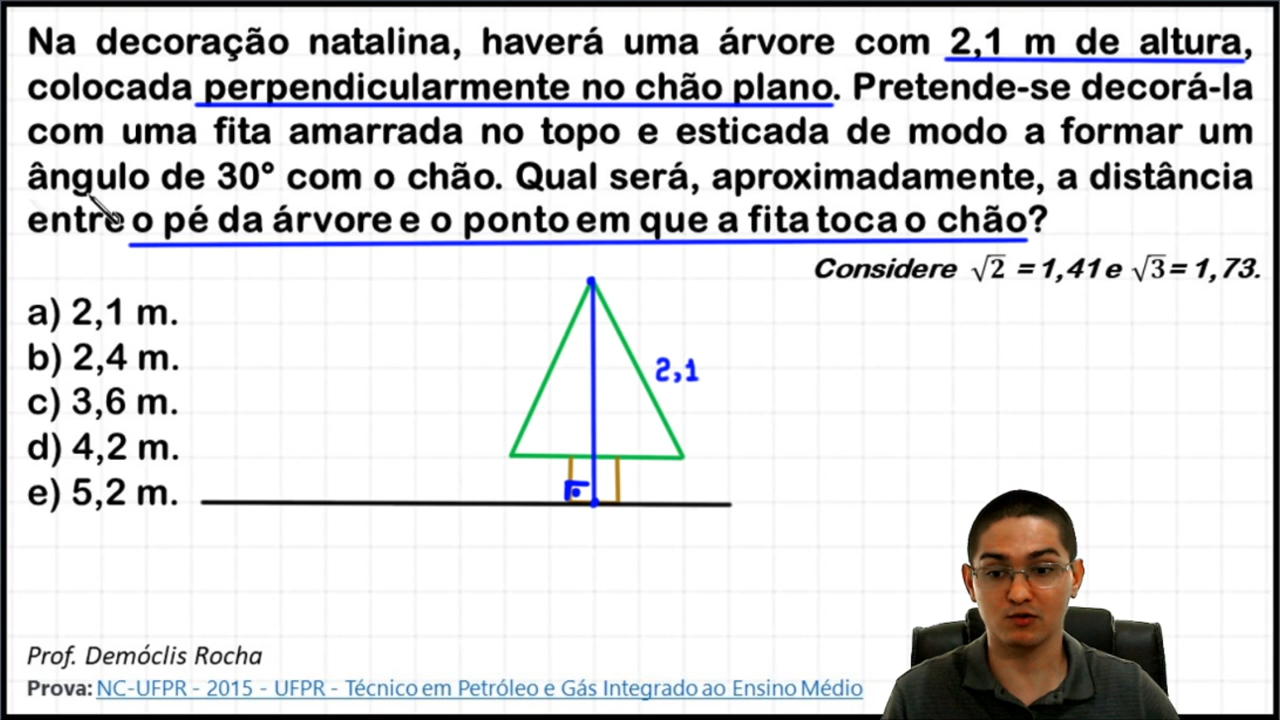 Na decoração natalina, haverá uma árvore com 2,1 m de altura,
colocada perpendicularmente no chão plano. Pretende-se decorá-la
com uma fita amarrada no topo e esticada de modo a formar um
ângulo de 30° com o chão. Qual será, aproximadamente, a distância
entre o pé da árvore e o ponto em que a fita toca o chão?
Considere √2 = 1,41 e √3 = 1,73.
a) 2,1 m.
b) 2,4 m.
c) 3,6 m.
d) 4,2 m.
e) 5,2 m.
2,1
Prof. Demóclis Rocha
Prova: NC-UFPR - 2015 - UFPR - Técnico em Petróleo e Gás Integrado ao Ensino Médio